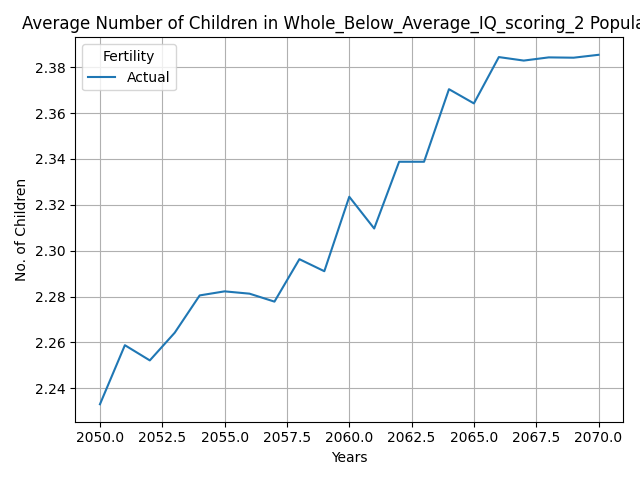 Average Number of Children in Whole_Below_Average_IQ_scoring_2 Popula
Fertility
Actual
No. of Children
2.38
2.36
2.34
2.32
2.30
2.28
2.26
2.24
2050.0 2052.5 2055.0 2057.5 2060.0 2062.5 2065.0 2067.5 2070.0
Years